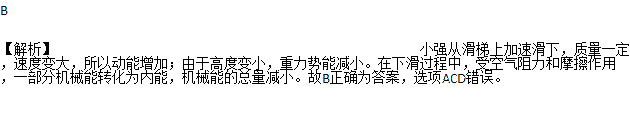 B
【解析】 小强从滑梯上加速滑下，质量一定
，速度变大，所以动能增加；由于高度变小，重力势能减小。在下滑过程中，受空气阻力和摩擦作用
，一部分机械能转化为内能，机械能的总量减小。故B正确为答案，选项ACD错误。